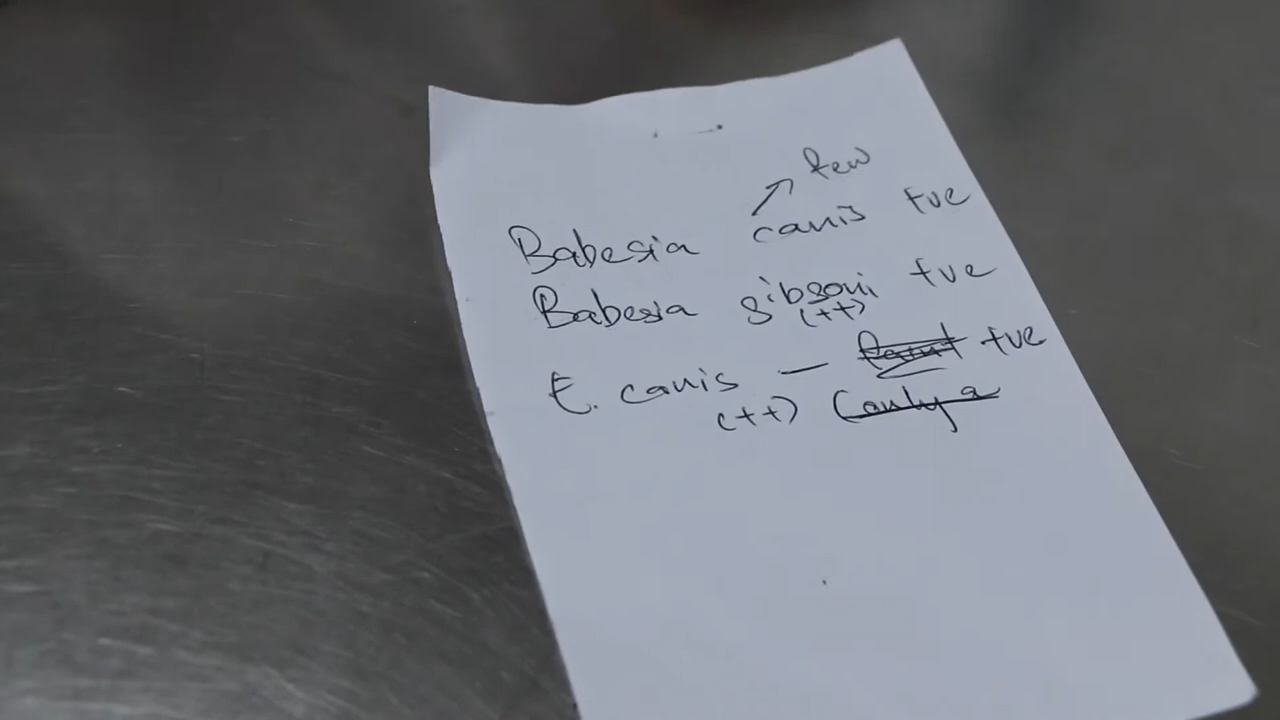 few
Babesia canis +ve
Babesia gibsoni +ve
(++)
E. canis — +ve
(++)